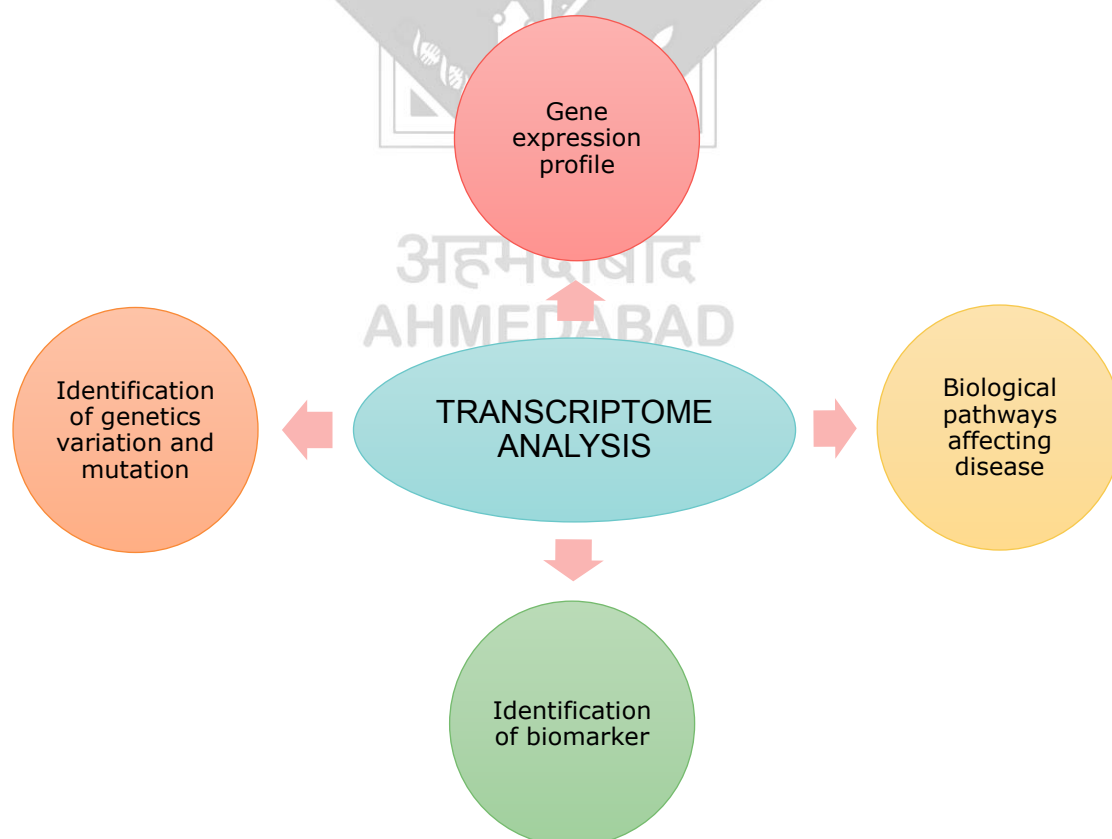 Gene
expression
profile
अहमदाबाद
AHMEDABAD
Identification
of genetics
variation and
mutation
TRANSCRIPTOME
ANALYSIS
Biological
pathways
affecting
disease
Identification
of biomarker